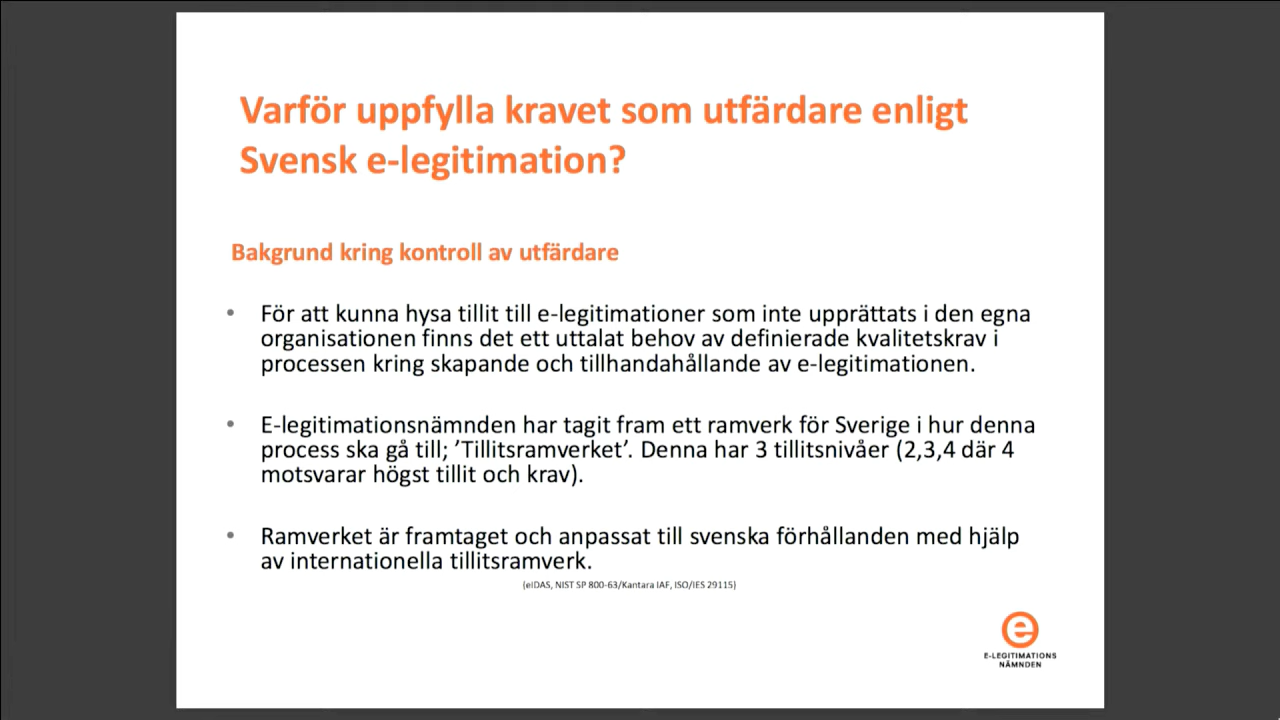 Varför uppfylla kravet som utfärdare enligt
Svensk e-legitimation?
Bakgrund kring kontroll av utfärdare
• För att kunna hysa tillit till e-legitimationer som inte upprättats i den egna
organisationen finns det ett uttalat behov av definierade kvalitetskrav i
processen kring skapande och tillhandahållande av e-legitimationen.
• E-legitimationsnämnden har tagit fram ett ramverk för Sverige i hur denna
process ska gå till; ’Tillitsramverket’. Denna har 3 tillitsnivåer (2,3,4 där 4
motsvarar högst tillit och krav).
• Ramverket är framtaget och anpassat till svenska förhållanden med hjälp
av internationella tillitsramverk.
(eIDAS, NIST SP 800-63/Kantara IAF, ISO/IES 29115)
e
E-LEGITIMATIONS
NÄMNDEN